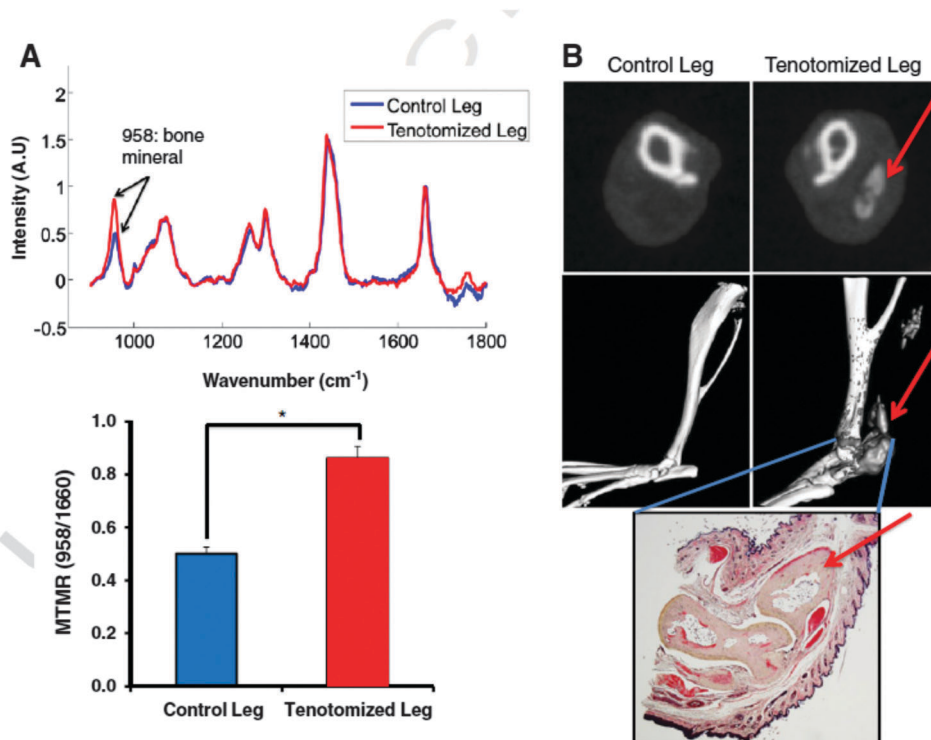 A
2
1.5
1
0.5
0
-0.5
Intensity (A.U)
958: bone
mineral
Control Leg
Tenotomized Leg
1000
1200
1400
1600
1800
Wavenumber (cm-1)
1.0
0.8
0.6
0.4
0.2
0.0
MTMR (958/1660)
*
Control Leg
Tenotomized Leg
B
Control Leg
Tenotomized Leg